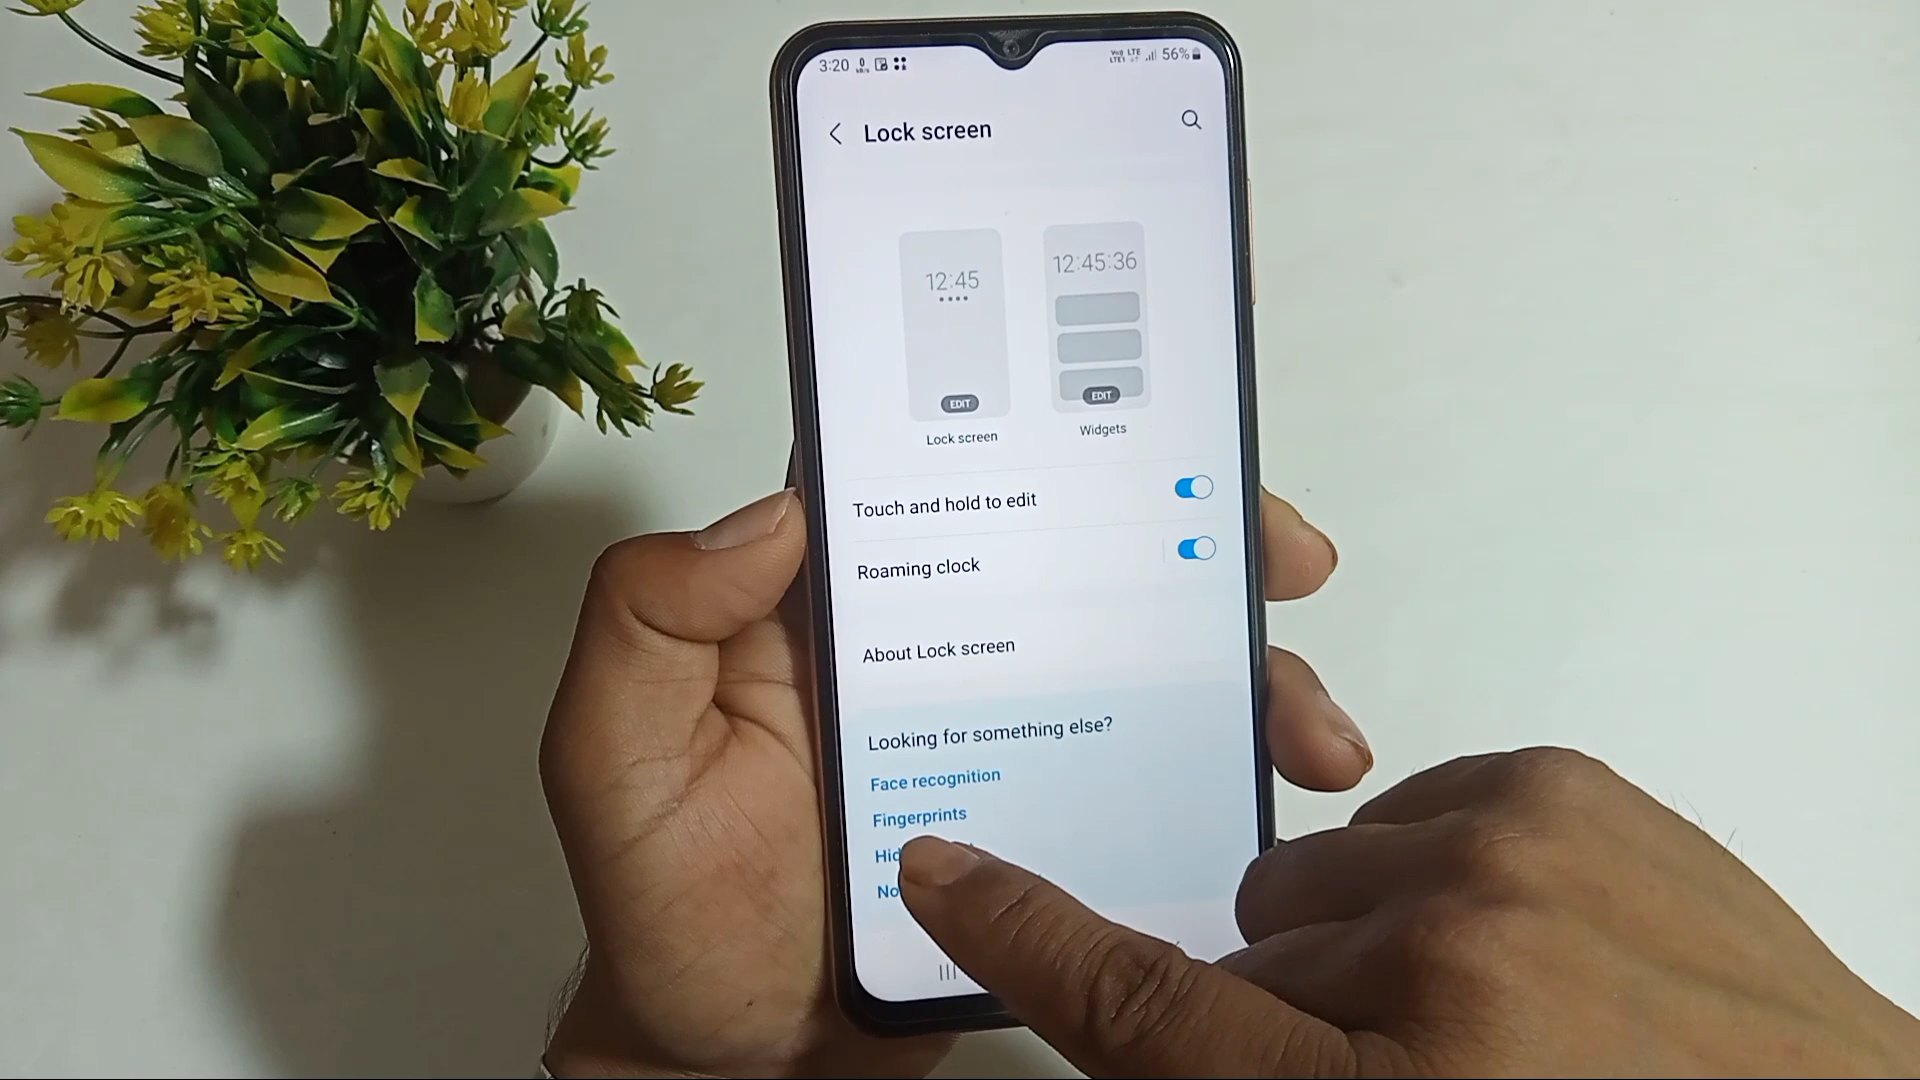 3:20
56%
Lock screen
12:45
12:45:36
EDIT
EDIT
Lock screen
Widgets
Touch and hold to edit
Roaming clock
About Lock screen
Looking for something else?
Face recognition
Fingerprints